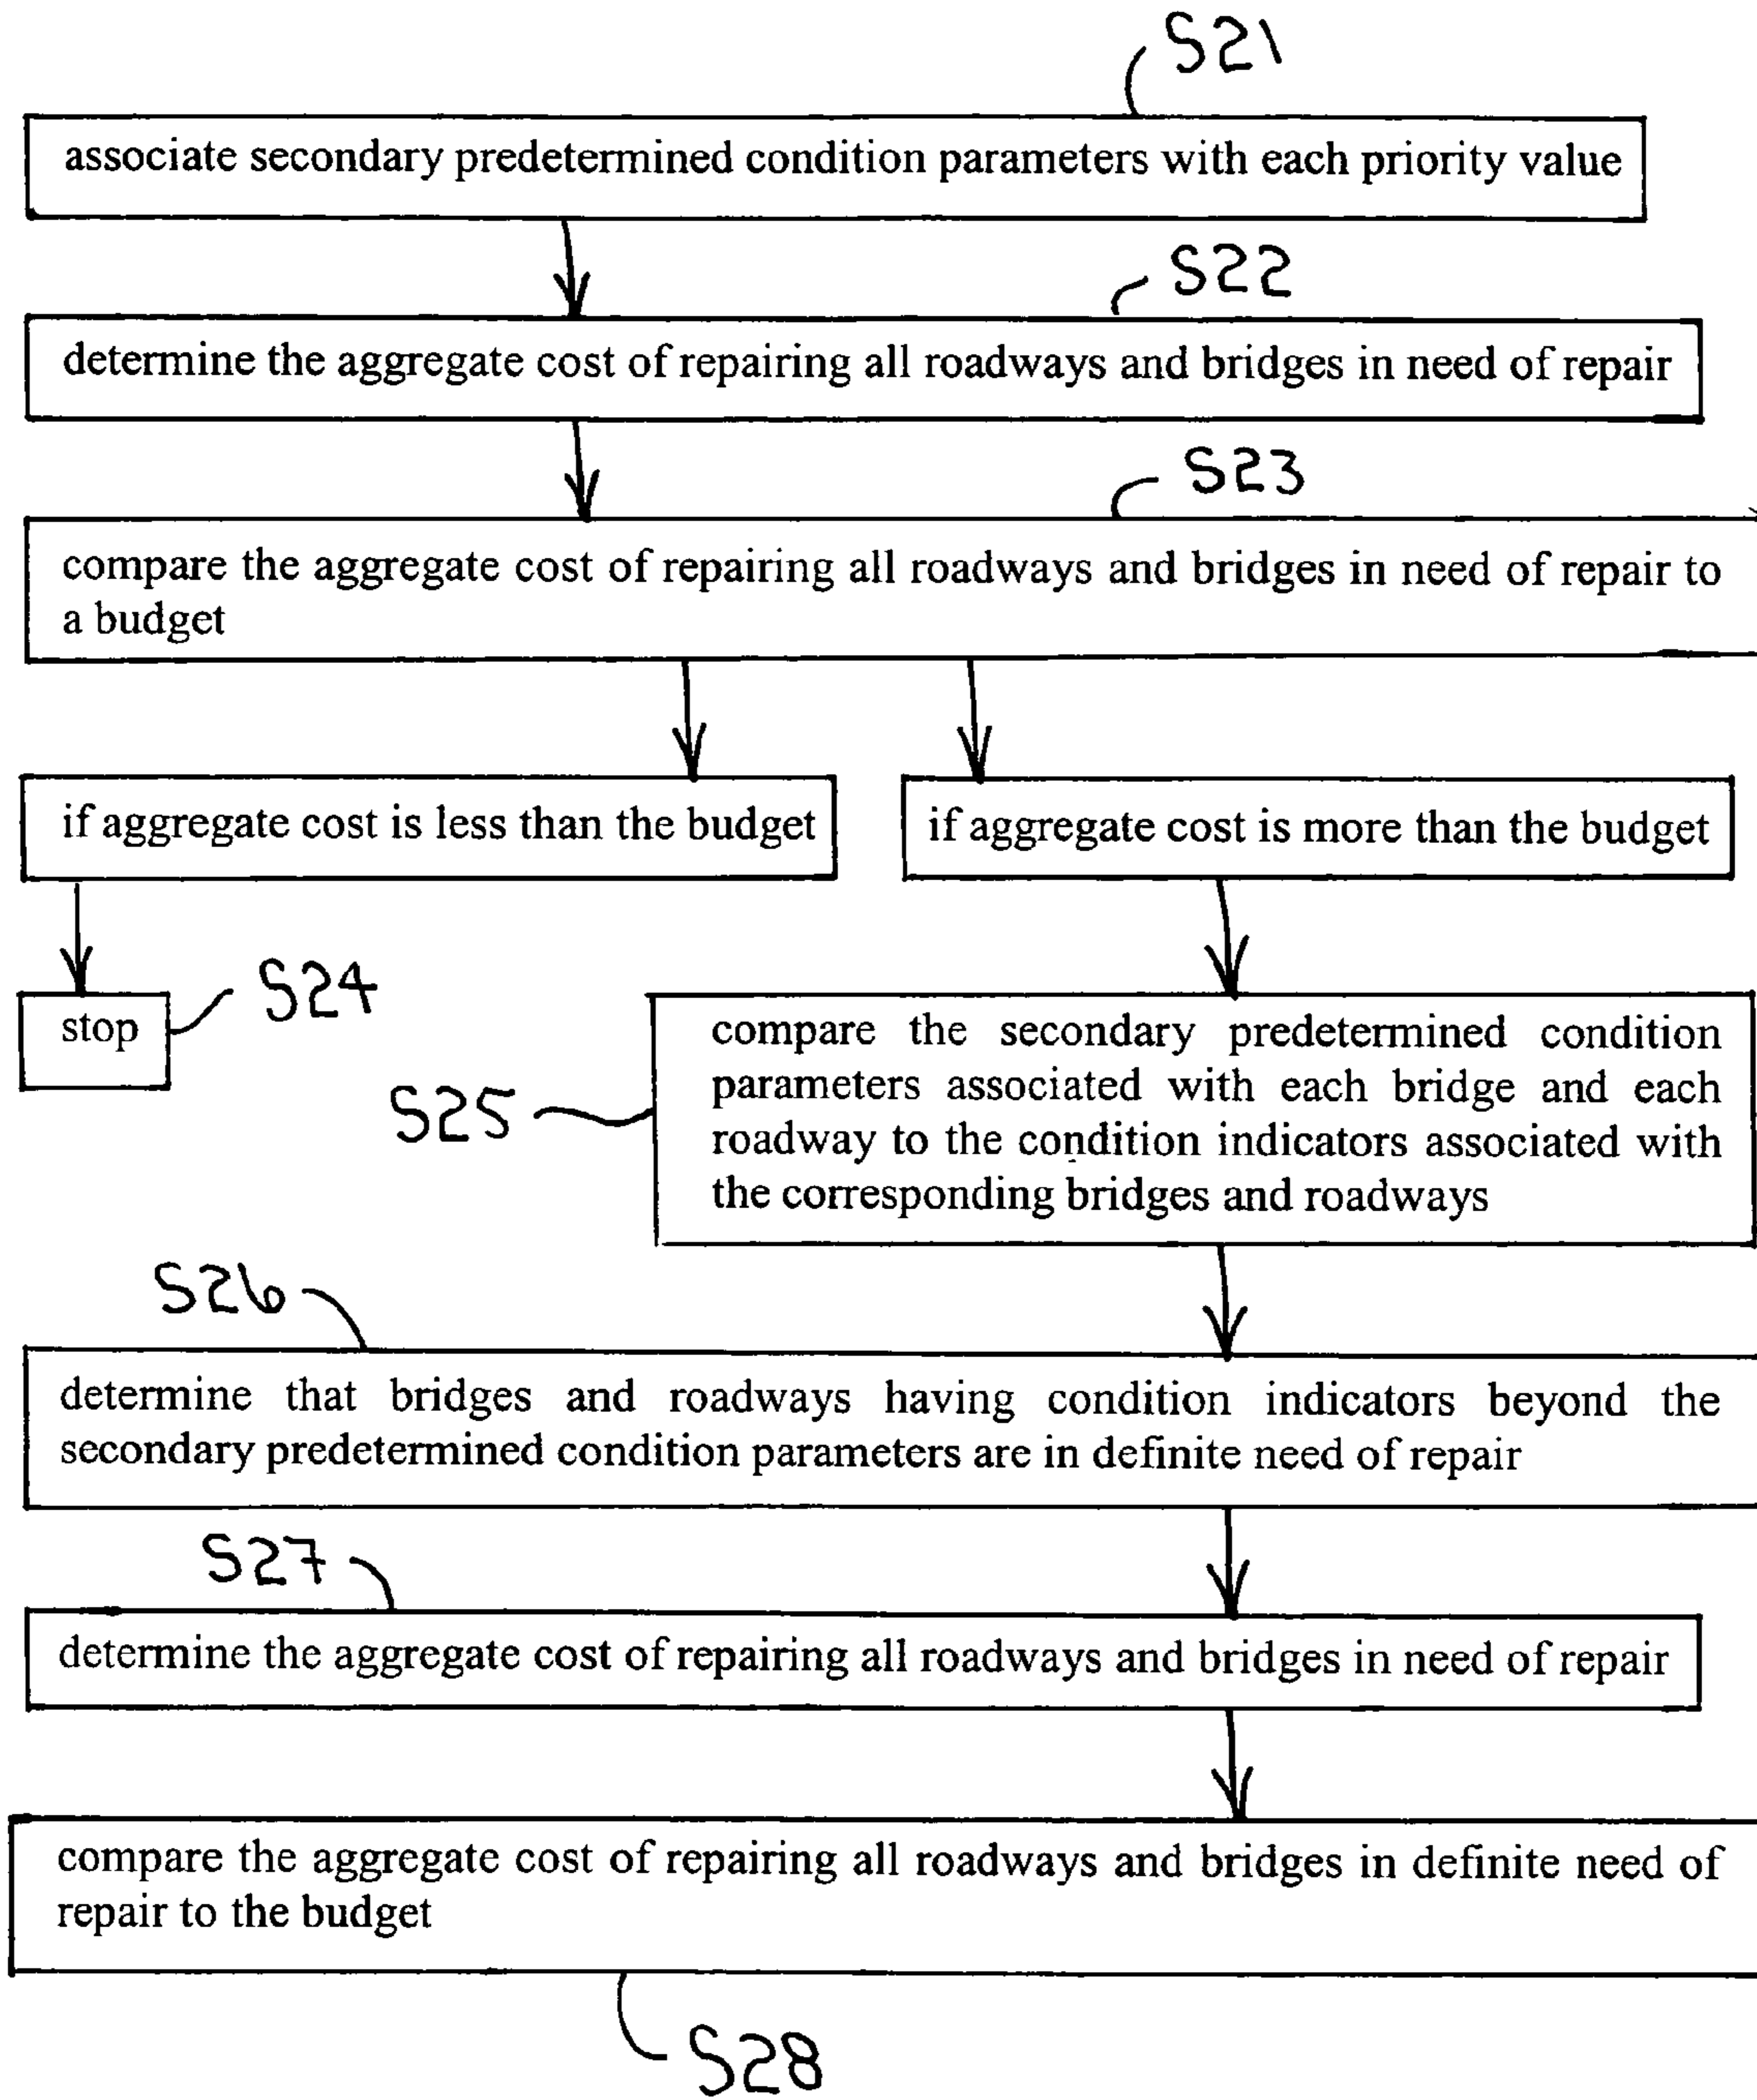 S21
associate secondary predetermined condition parameters with each priority value
S22
determine the aggregate cost of repairing all roadways and bridges in need of repair
S23
compare the aggregate cost of repairing all roadways and bridges in need of repair to
a budget
if aggregate cost is less than the budget
if aggregate cost is more than the budget
stop
S24
S25
compare the secondary predetermined condition
parameters associated with each bridge and each
roadway to the condition indicators associated with
the corresponding bridges and roadways
S26
determine that bridges and roadways having condition indicators beyond the
secondary predetermined condition parameters are in definite need of repair
S27
determine the aggregate cost of repairing all roadways and bridges in need of repair
compare the aggregate cost of repairing all roadways and bridges in definite need of
repair to the budget
S28